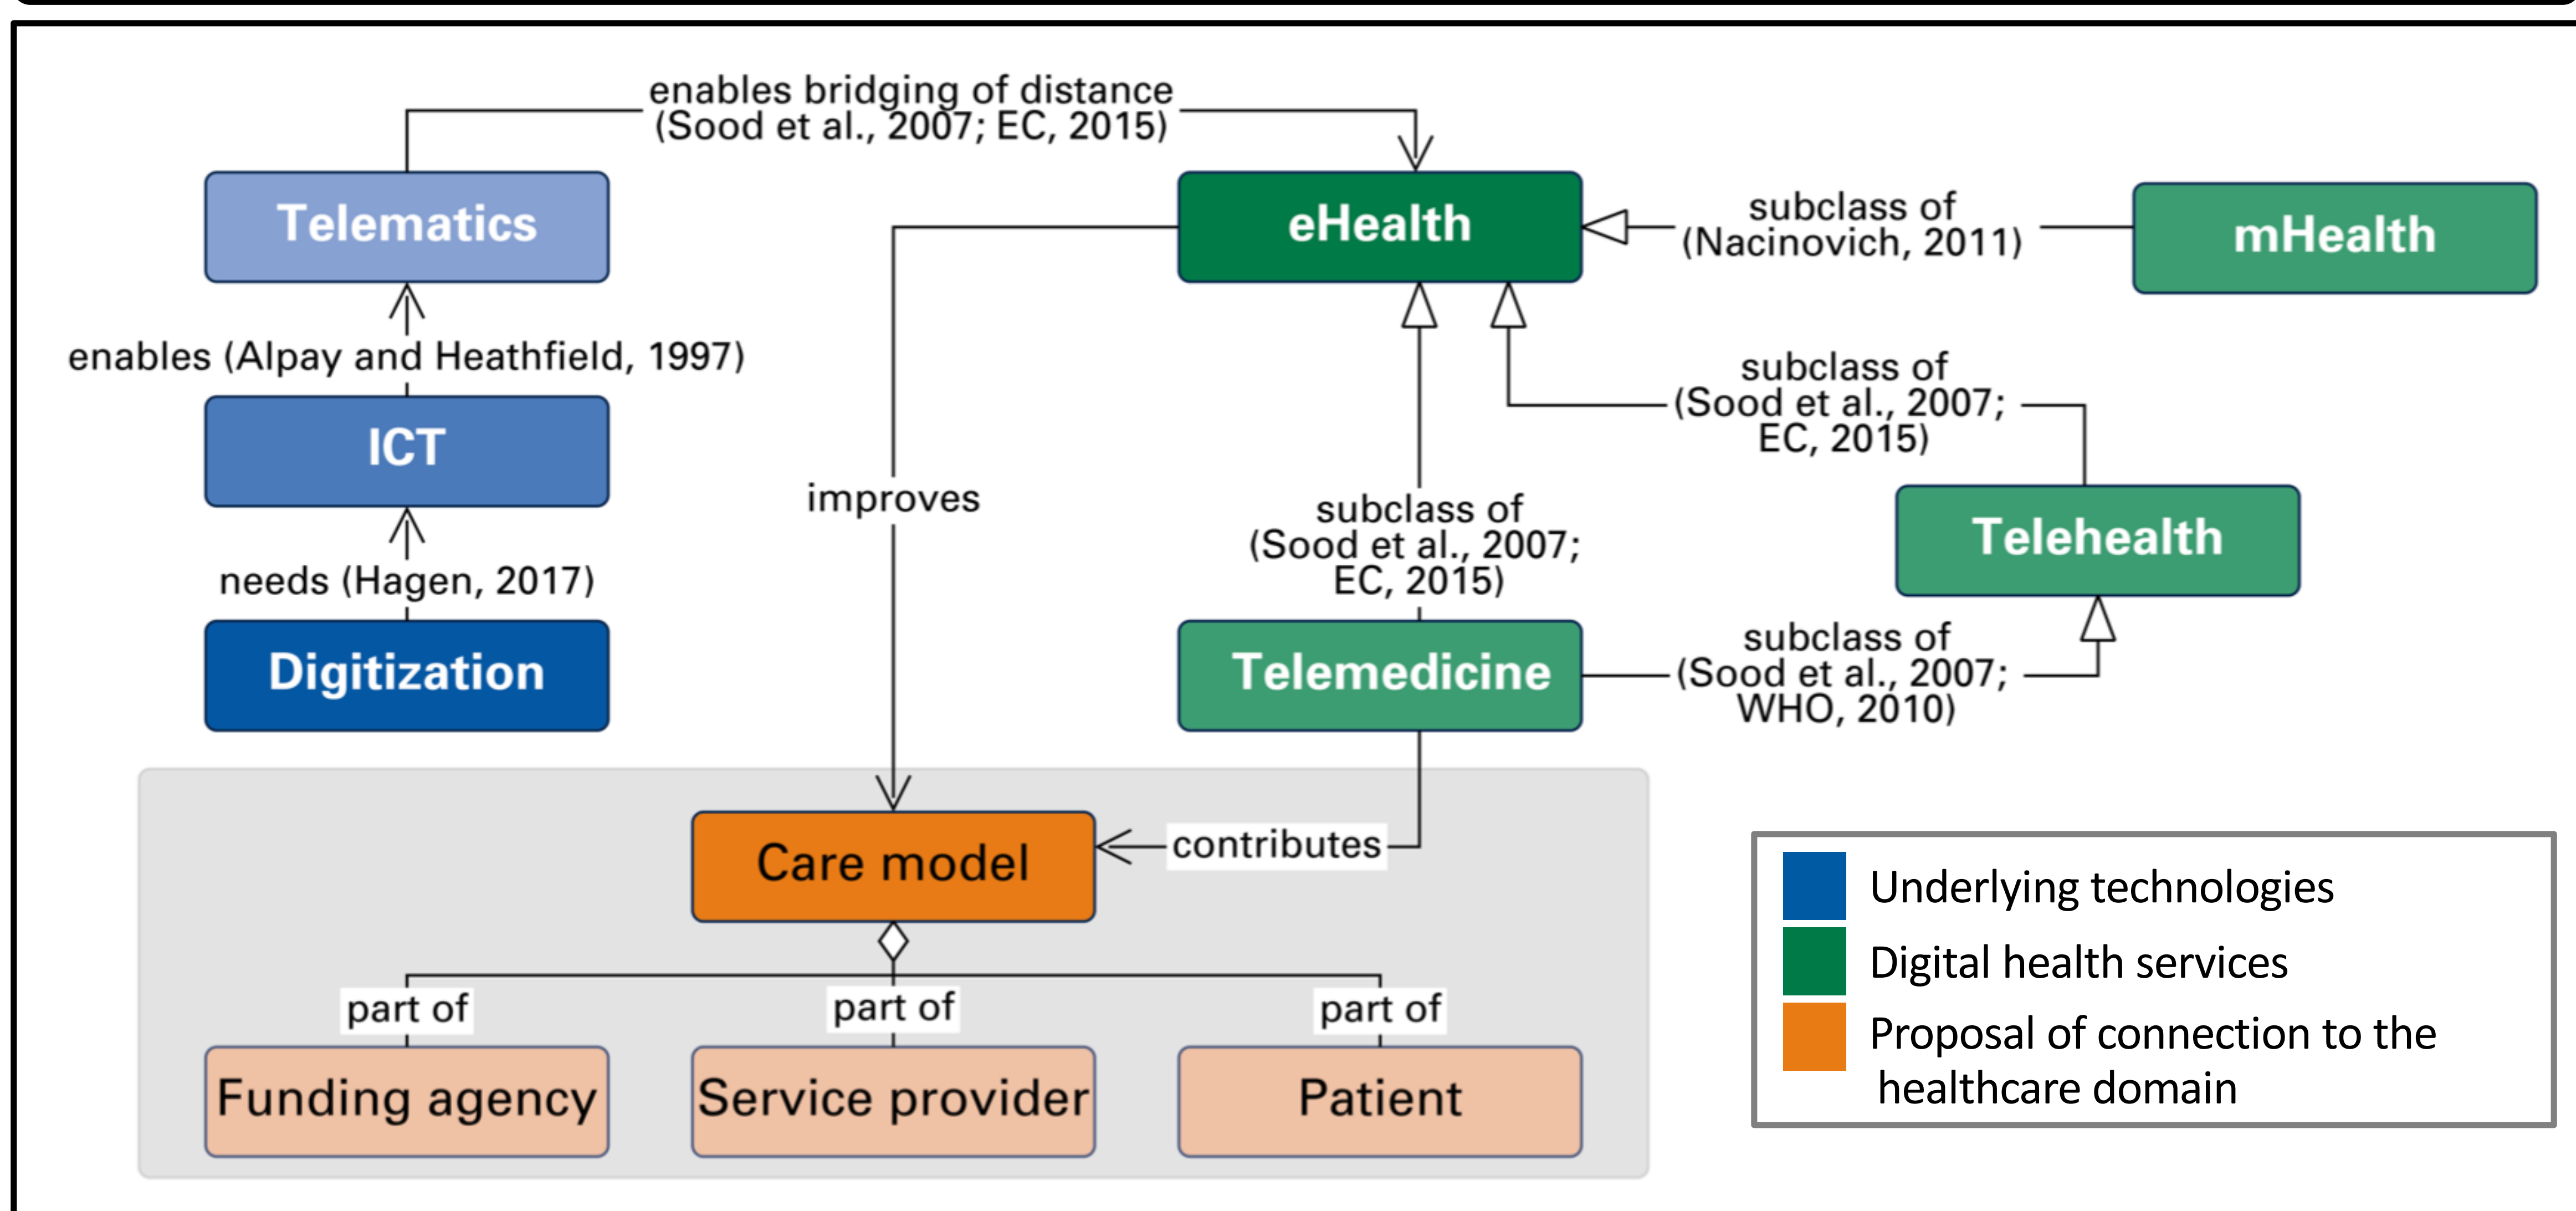 enables bridging of distance
(Sood et al., 2007; EC, 2015)
Telematics
eHealth
subclass of
(Nacinovich, 2011)
mHealth
enables (Alpay and Heathfield, 1997)
subclass of
(Sood et al., 2007;
EC, 2015)
ICT
improves
subclass of
(Sood et al., 2007;
EC, 2015)
Telehealth
needs (Hagen, 2017)
Digitization
Telemedicine
subclass of
(Sood et al., 2007;
WHO, 2010)
Care model
contributes
part of
part of
part of
Funding agency
Service provider
Patient
Underlying technologies
Digital health services
Proposal of connection to the
healthcare domain